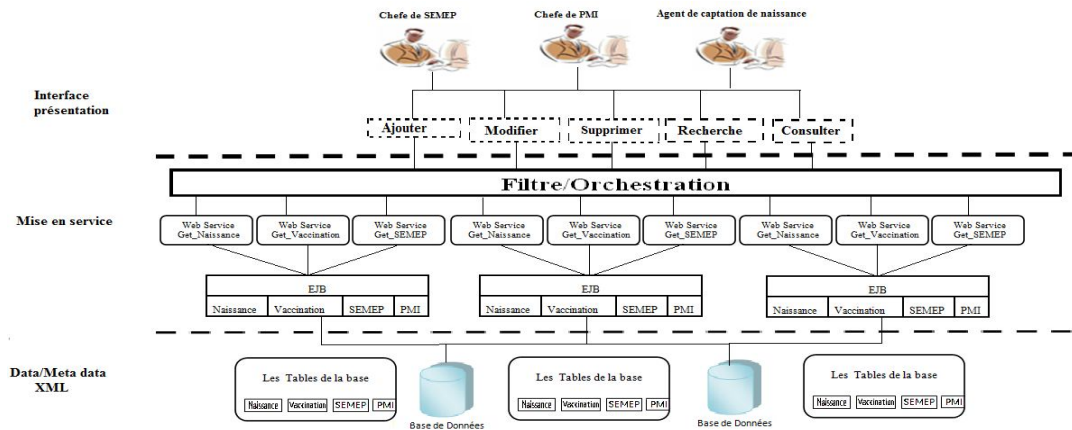 Chefe de SEMEP
Chefe de PMI
Agent de captation de naissance
Interface
présentation
Ajouter
Modifier
Supprimer
Recherche
Consulter
Filtre/Orchestration
Mise en service
Web Service
Get_Naissance
Web Service
Get_Vaccination
Web Service
Get_SEMEP
Web Service
Get_Naissance
Web Service
Get_Vaccination
Web Service
Get_SEMEP
Web Service
Get_Naissance
Web Service
Get_Vaccination
Web Service
Get_SEMEP
EJB
Naissance Vaccination SEMEP PMI
EJB
Naissance Vaccination SEMEP PMI
EJB
Naissance Vaccination SEMEP PMI
Data/Meta data
XML
Les Tables de la base
Naissance Vaccination SEMEP PMI
Base de Données
Les Tables de la base
Naissance Vaccination SEMEP PMI
Base de Données
Les Tables de la base
Naissance Vaccination SEMEP PMI